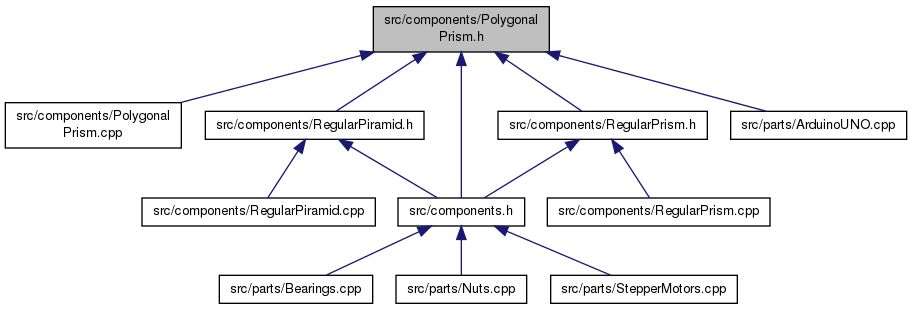 src/components/Polygonal
Prism.h
src/components/Polygonal
Prism.cpp
src/components/RegularPiramid.h
src/components/RegularPrism.h
src/parts/ArduinoUNO.cpp
src/components/RegularPiramid.cpp
src/components.h
src/components/RegularPrism.cpp
src/parts/Bearings.cpp
src/parts/Nuts.cpp
src/parts/StepperMotors.cpp